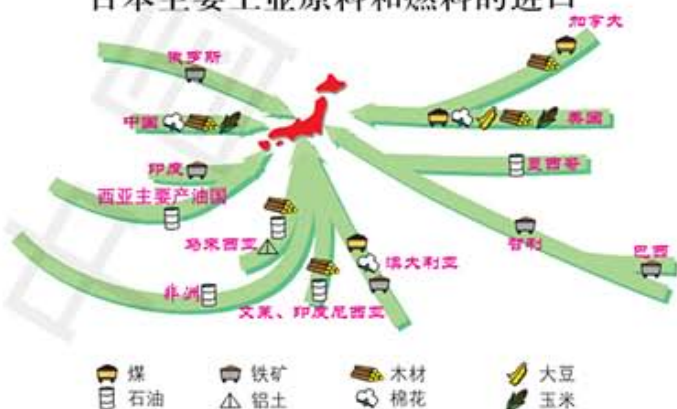 日本主要工业原料和燃料的进口
加拿大
俄罗斯
中国
美国
印度
墨西哥
西亚主要产油国
马来西亚
智利
巴西
澳大利亚
非洲
文莱、印度尼西亚
煤 铁矿 木材 大豆
石油 铝土 棉花 玉米